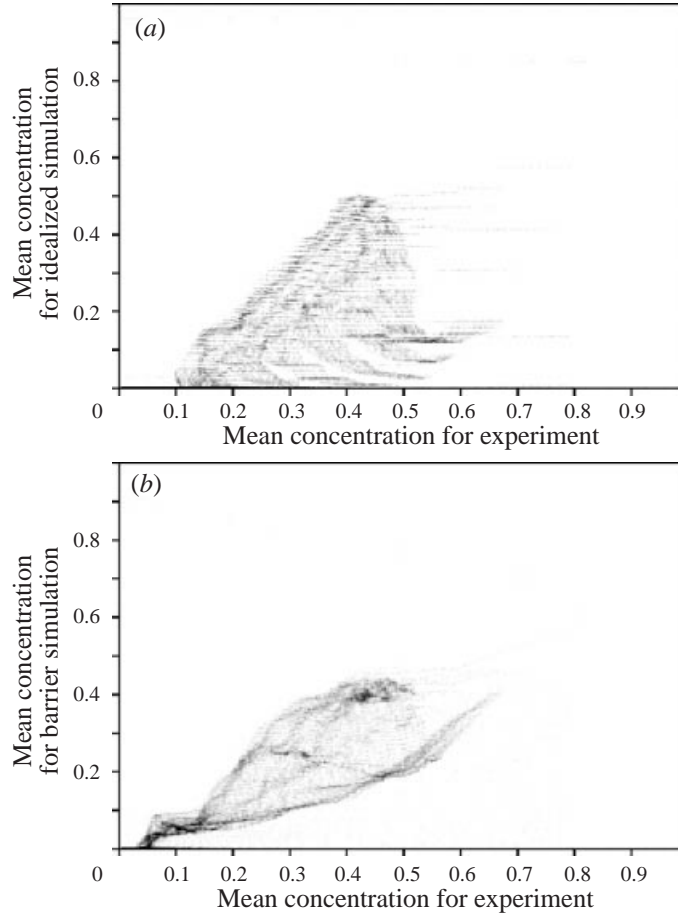 (a)
0.8
0.6
0.4
0.2
0
0.1 0.2 0.3 0.4 0.5 0.6 0.7 0.8 0.9
Mean concentration
for idealized simulation
Mean concentration for experiment
(b)
0.8
0.6
0.4
0.2
0
0.1 0.2 0.3 0.4 0.5 0.6 0.7 0.8 0.9
Mean concentration
for barrier simulation
Mean concentration for experiment